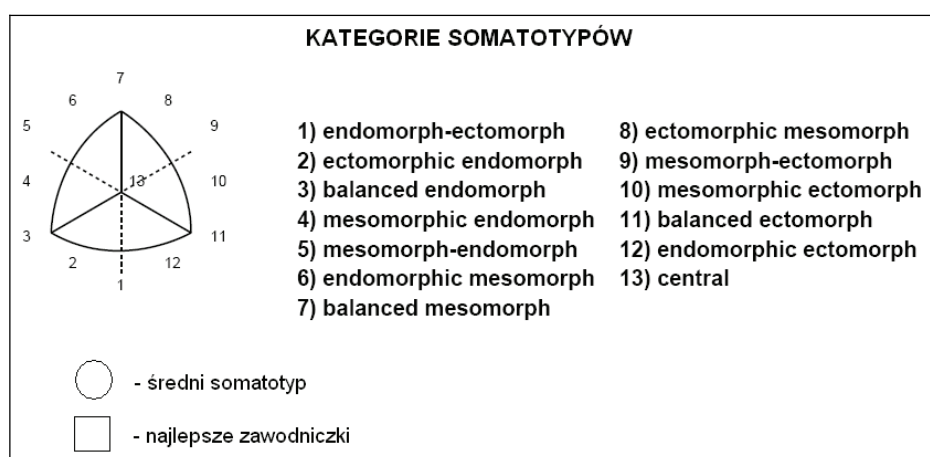 KATEGORIE SOMATOTYPÓW
7
6 8
5 9
4 13 10
3 11
2 12
1
1) endomorph-ectomorph
2) ectomorphic endomorph
3) balanced endomorph
4) mesomorphic endomorph
5) mesomorph-endomorph
6) endomorphic mesomorph
7) balanced mesomorph
8) ectomorphic mesomorph
9) mesomorph-ectomorph
10) mesomorphic ectomorph
11) balanced ectomorph
12) endomorphic ectomorph
13) central
- średni somatotyp
- najlepsze zawodniczki